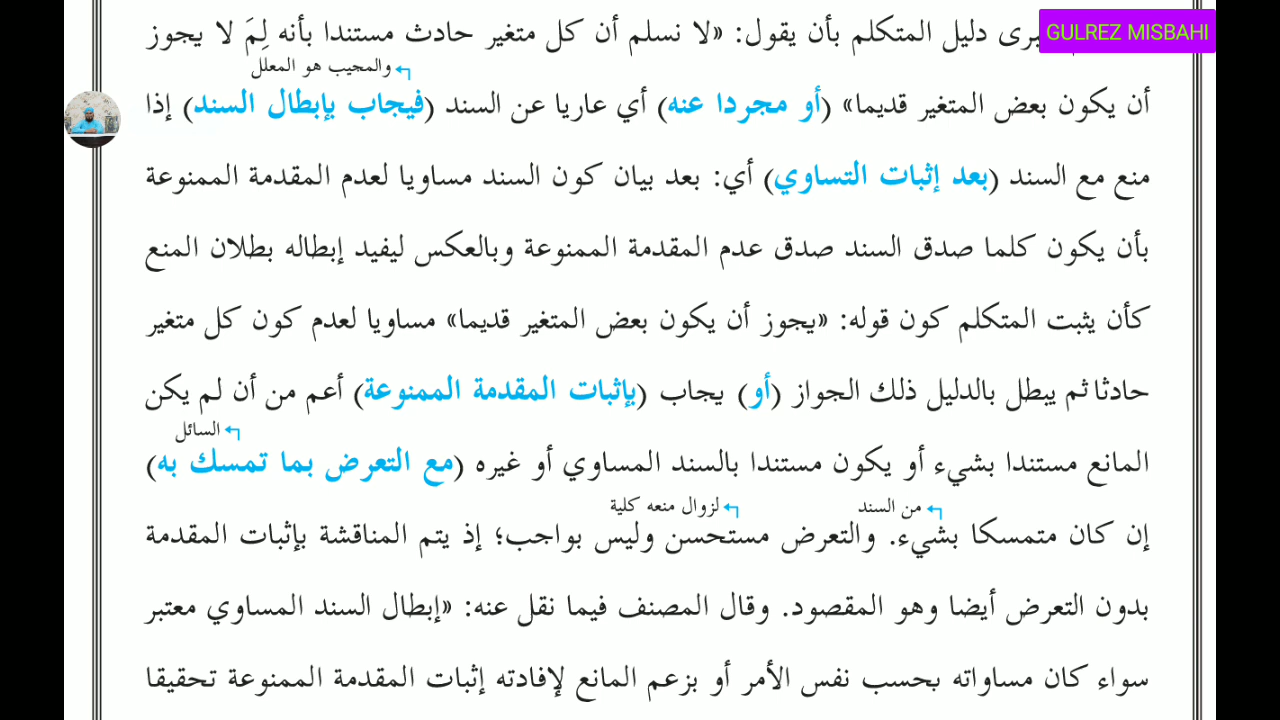 GULREZ MISBAHI
برى دليل المتكلم بأن يقول: «لا نسلم أن كل متغير حادث مستندا بأنه لِمَ لا يجوز
والمجيب هو المعلل
أن يكون بعض المتغير قديما» (أو مجردا عنه) أي عاريا عن السند (فيجاب بإبطال السند) إذا
منع مع السند (بعد إثبات التساوي) أي: بعد بيان كون السند مساويا لعدم المقدمة الممنوعة
بأن يكون كلما صدق السند صدق عدم المقدمة الممنوعة وبالعكس ليفيد إبطاله بطلان المنع
كأن يثبت المتكلم كون قوله: «يجوز أن يكون بعض المتغير قديما» مساويا لعدم كون كل متغير
حادثا ثم يبطل بالدليل ذلك الجواز (أو) يجاب (بإثبات المقدمة الممنوعة) أعم من أن لم يكن
السائل
المانع مستندا بشيء أو يكون مستندا بالسند المساوي أو غيره (مع التعرض بما تمسك به)
من السند لزوال منعه كلية
إن كان متمسكا بشيء. والتعرض مستحسن وليس بواجب؛ إذ يتم المناقشة بإثبات المقدمة
بدون التعرض أيضا وهو المقصود. وقال المصنف فيما نقل عنه: «إبطال السند المساوي معتبر
سواء كان مساواته بحسب نفس الأمر أو بزعم المانع لإفادته إثبات المقدمة الممنوعة تحقيقا